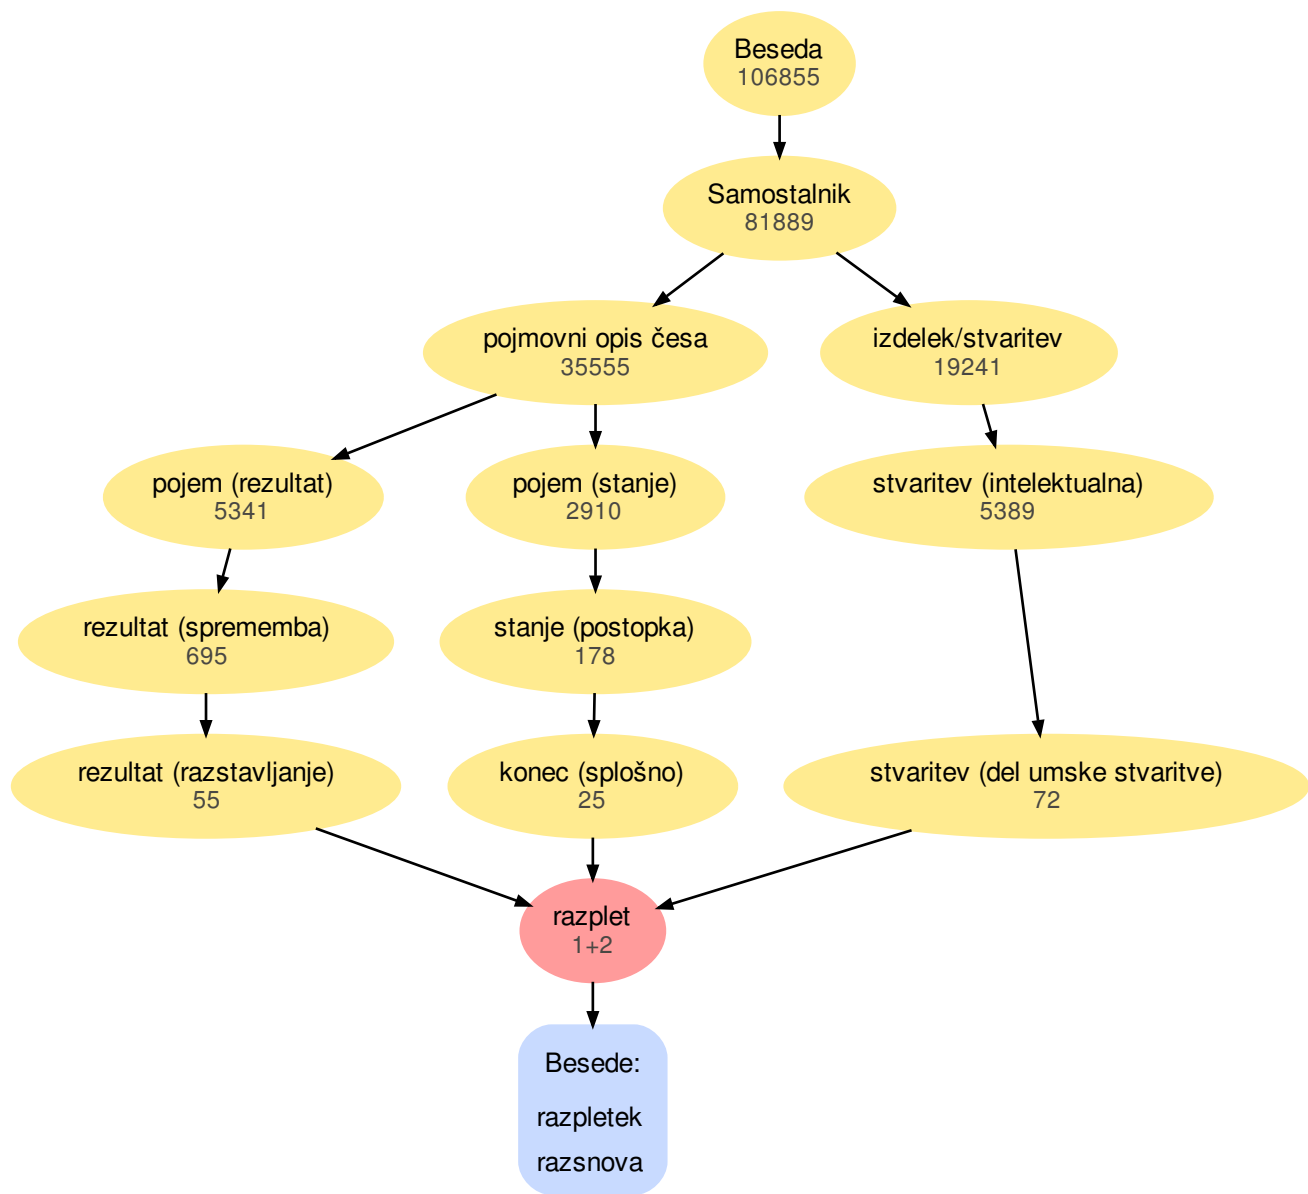 Beseda
106855
Samostalnik
81889
pojmovni opis česa
35555
izdelek/stvaritev
19241
pojem (rezultat)
5341
pojem (stanje)
2910
stvaritev (intelektualna)
5389
rezultat (sprememba)
695
stanje (postopka)
178
rezultat (razstavljanje)
55
konec (splošno)
25
stvaritev (del umske stvaritve)
72
razplet
1+2
Besede:
razpletek
razsnova